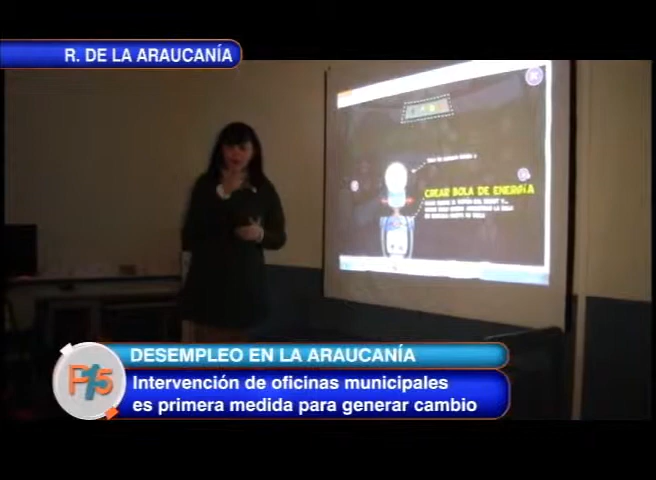 R. DE LA ARAUCANÍA
CREAR BOLA DE ENERGÍA
P15
DESEMPLEO EN LA ARAUCANÍA
Intervención de oficinas municipales
es primera medida para generar cambio